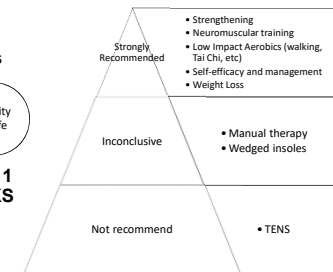 Strongly
Recommended
• Strengthening
• Neuromuscular training
• Low Impact Aerobics (walking,
Tai Chi, etc)
• Self-efficacy and management
• Weight Loss
Inconclusive
• Manual therapy
• Wedged insoles
Not recommend
• TENS
1